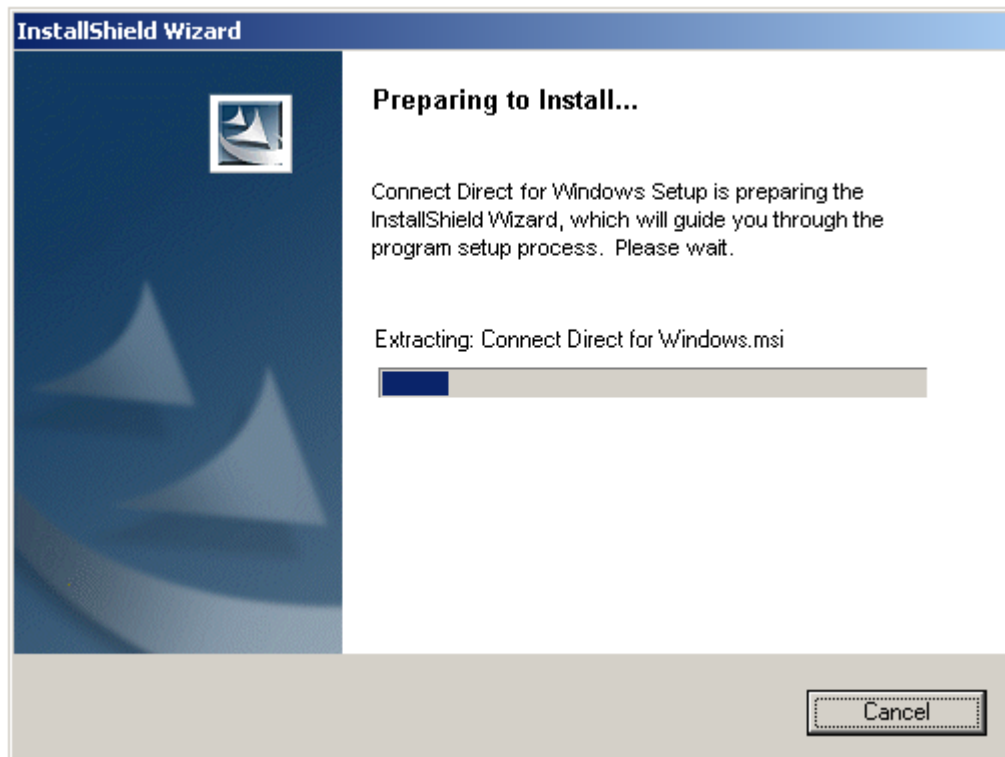 InstallShield Wizard
Preparing to Install...
Connect Direct for Windows Setup is preparing the
InstallShield Wizard, which will guide you through the
program setup process.  Please wait.
Extracting: Connect Direct for Windows.msi
Cancel